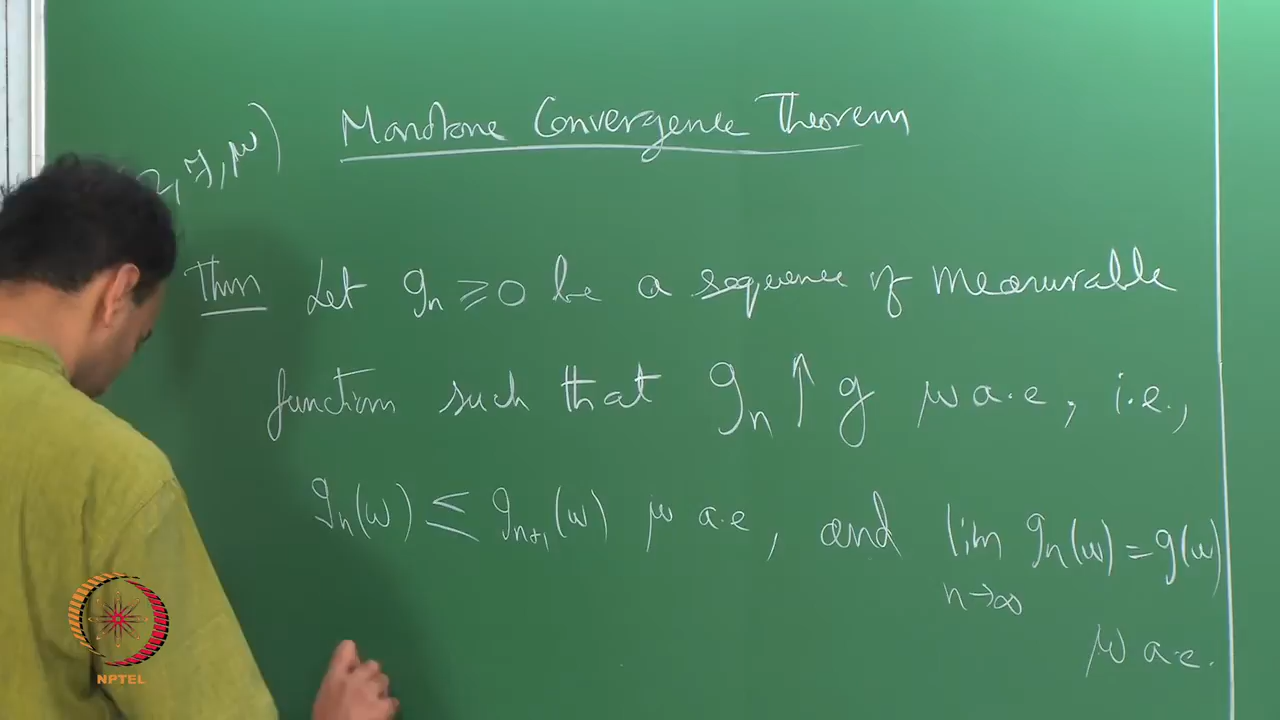 Monotone Convergence Theorem
, F, μ)
Thm Let gn ≥ 0 be a sequence of measurable
function such that gn ↑ g μ a.e, i.e.,
gn(ω) ≤ gn+1(ω) μ a.e, and lim gn(ω) = g(ω)
n→∞
μ a.e.
NPTEL